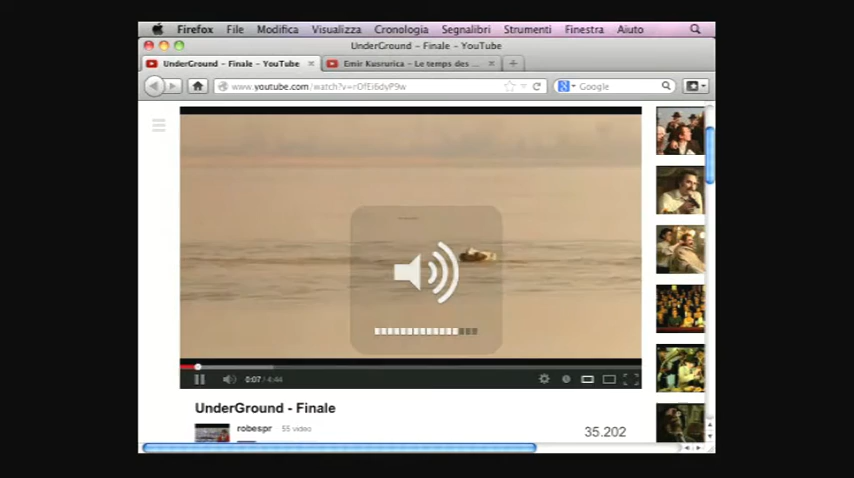 Firefox File Modifica Visualizza Cronologia Segnalibri Strumenti Finestra Aiuto
UnderGround - Finale - YouTube
UnderGround - Finale - YouTube Emir Kusrurica - Le temps des ...
www.youtube.com/watch?v=rOfEi6dyP9w Google
0:07 / 4:44
UnderGround - Finale
robespr 55 video
35.202